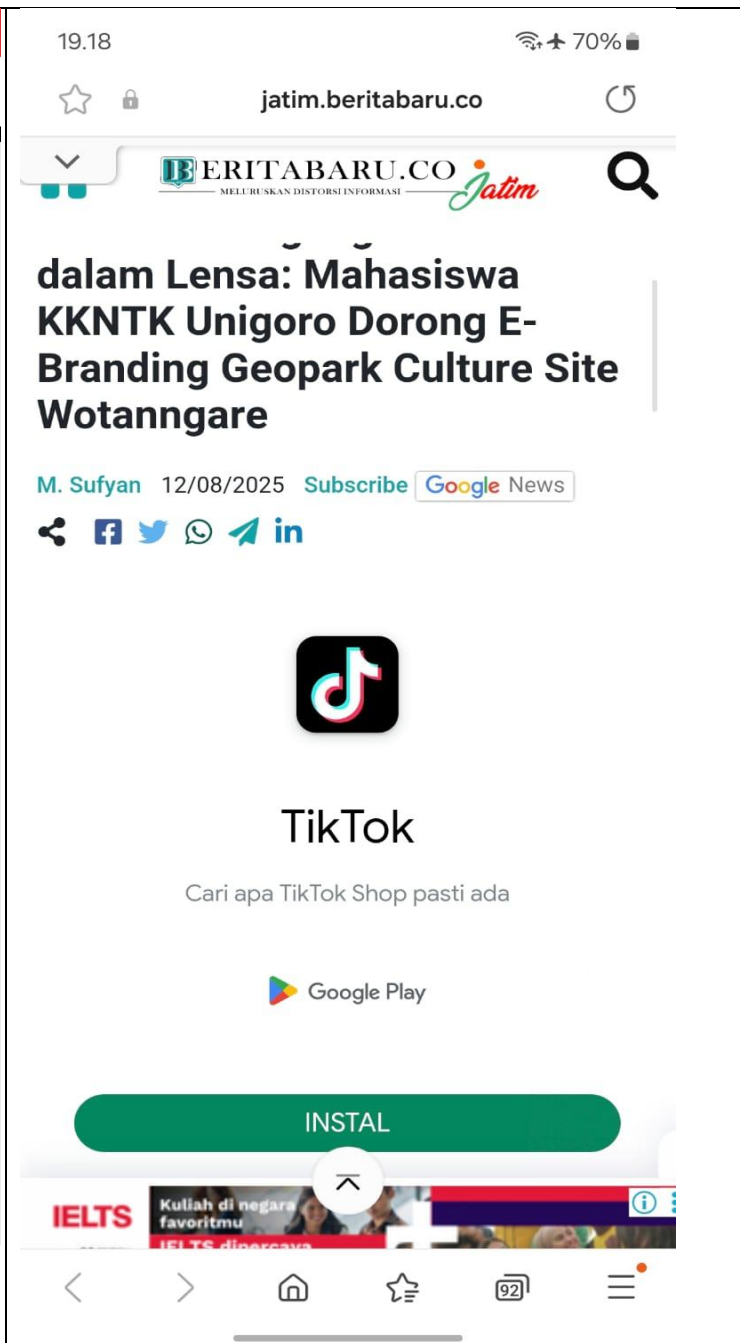 19.18
70%
jatim.beritabaru.co
BERITABARU.CO Jatim
MELURUSKAN DISTORSI INFORMASI
dalam Lensa: Mahasiswa
KKNTK Unigoro Dorong E-
Branding Geopark Culture Site
Wotanngare
M. Sufyan 12/08/2025 Subscribe Google News
TikTok
Cari apa TikTok Shop pasti ada
Google Play
INSTAL
IELTS
Kuliah di negara
favoritmu
IELTS dipercaya
92